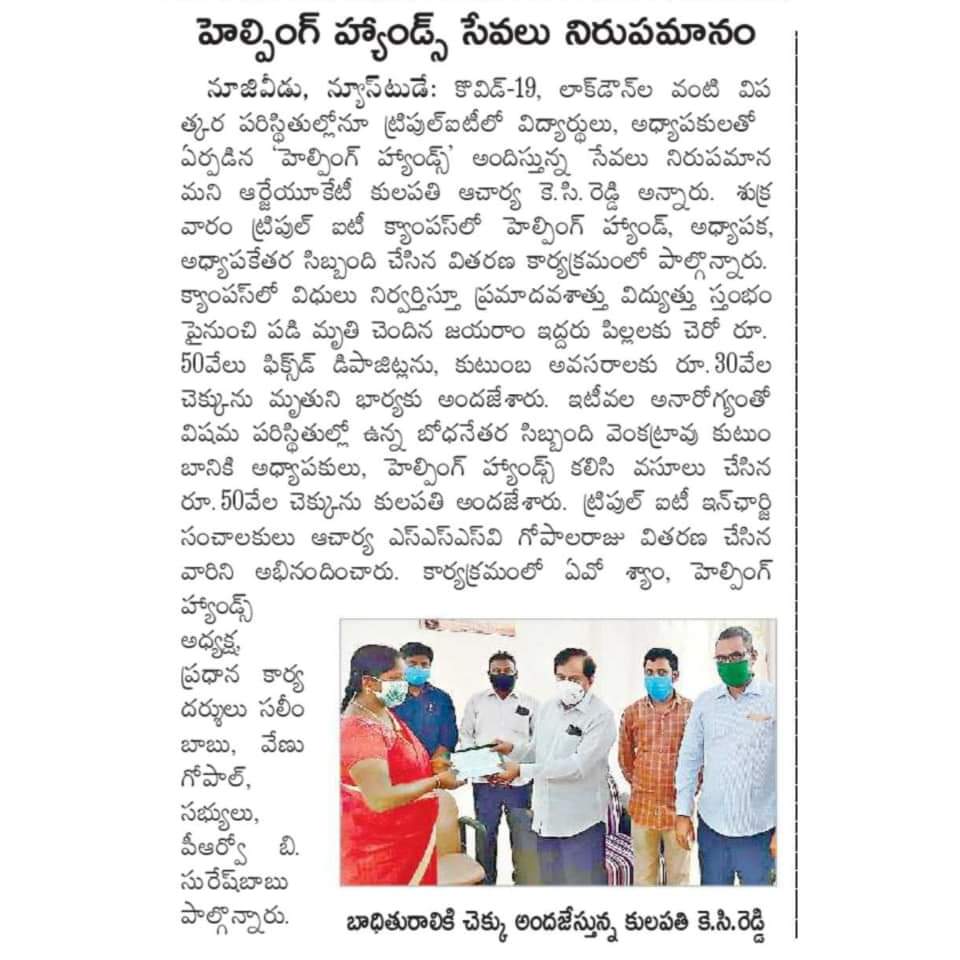 హెల్పింగ్ హ్యాండ్స్ సేవలు నిరుపమానం
నూజివీడు, న్యూస్‌టుడే: కొవిడ్-19, లాక్‌డౌన్‌ల వంటి విప
త్కర పరిస్థితుల్లోనూ ట్రిపుల్‌ఐటీలో విద్యార్థులు, అధ్యాపకులతో
ఏర్పడిన 'హెల్పింగ్ హ్యాండ్స్' అందిస్తున్న సేవలు నిరుపమాన
మని ఆర్జేయూకేటీ కులపతి ఆచార్య కె.సి.రెడ్డి అన్నారు. శుక్ర
వారం ట్రిపుల్ ఐటీ క్యాంపస్‌లో హెల్పింగ్ హ్యాండ్, అధ్యాపక,
అధ్యాపకేతర సిబ్బంది చేసిన వితరణ కార్యక్రమంలో పాల్గొన్నారు.
క్యాంపస్‌లో విధులు నిర్వర్తిస్తూ ప్రమాదవశాత్తు విద్యుత్తు స్తంభం
పైనుంచి పడి మృతి చెందిన జయరాం ఇద్దరు పిల్లలకు చెరో రూ.
50వేలు ఫిక్స్‌డ్ డిపాజిట్లను, కుటుంబ అవసరాలకు రూ.30వేల
చెక్కును మృతుని భార్యకు అందజేశారు. ఇటీవల అనారోగ్యంతో
విషమ పరిస్థితుల్లో ఉన్న బోధనేతర సిబ్బంది వెంకట్రావు కుటుం
బానికి అధ్యాపకులు, హెల్పింగ్ హ్యాండ్స్ కలిసి వసూలు చేసిన
రూ.50వేల చెక్కును కులపతి అందజేశారు. ట్రిపుల్ ఐటీ ఇన్‌ఛార్జి
సంచాలకులు ఆచార్య ఎస్ఎస్ఎస్‌వి గోపాలరాజు వితరణ చేసిన
వారిని అభినందించారు. కార్యక్రమంలో ఏవో శ్యాం, హెల్పింగ్
హ్యాండ్స్
అధ్యక్ష,
ప్రధాన కార్య
దర్శులు సలీం
బాబు, వేణు
గోపాల్,
సభ్యులు,
పీఆర్వో బి.
సురేష్‌బాబు
పాల్గొన్నారు.
బాధితురాలికి చెక్కు అందజేస్తున్న కులపతి కె.సి.రెడ్డి